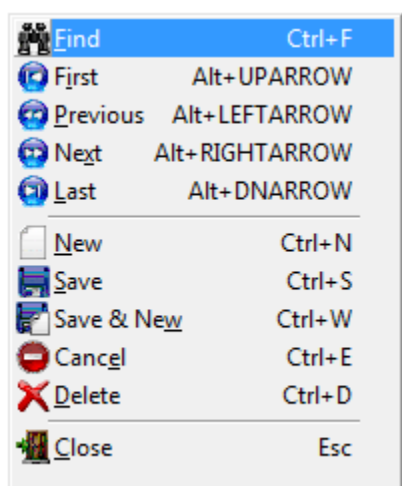 Find Ctrl+F
First Alt+UPARROW
Previous Alt+LEFTARROW
Next Alt+RIGHTARROW
Last Alt+DNARROW
New Ctrl+N
Save Ctrl+S
Save & New Ctrl+W
Cancel Ctrl+E
Delete Ctrl+D
Close Esc